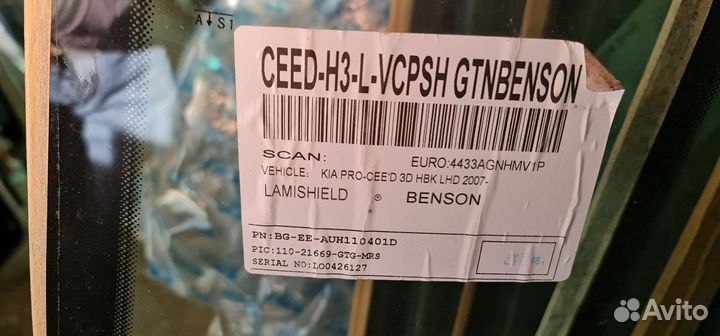 A↓S1
CEED-H3-L-VCPSH GTNBENSON
SCAN: EURO:4433AGNHMV1P
VEHICLE: KIA PRO-CEE'D 3D HBK LHD 2007-
LAMISHIELD ® BENSON
PN:BG-EE-AUH110401D
PIC:110-21669-GTG-MRS
SERIAL NO:L00426127
Avito